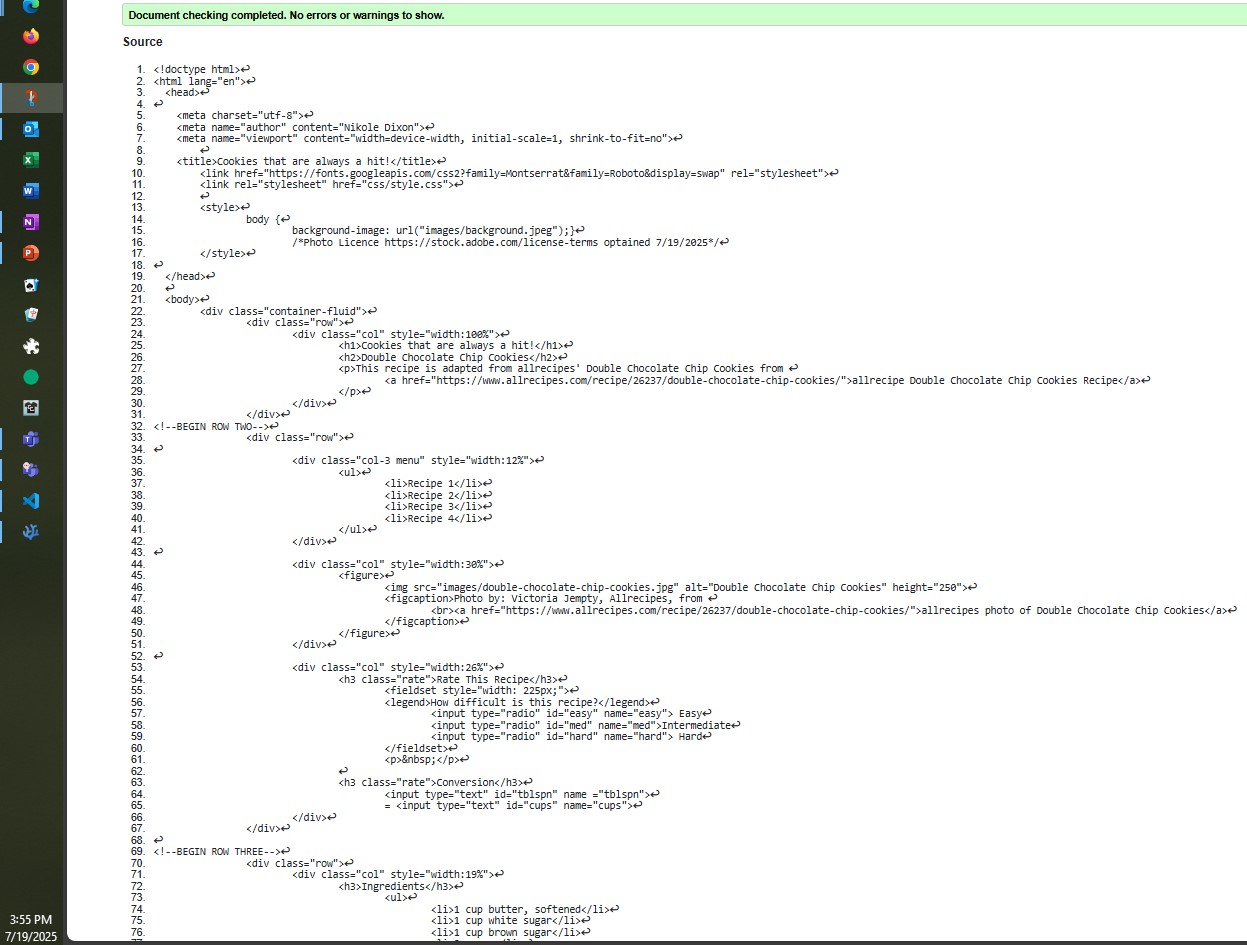 Document checking completed. No errors or warnings to show.
Source
1. <!doctype html>↩
2. <html lang="en">↩
3. <head>↩
4. ↩
5. <meta charset="utf-8">↩
6. <meta name="author" content="Nikole Dixon">↩
7. <meta name="viewport" content="width=device-width, initial-scale=1, shrink-to-fit=no">↩
8. ↩
9. <title>Cookies that are always a hit!</title>↩
10. <link href="https://fonts.googleapis.com/css2?family=Montserrat&family=Roboto&display=swap" rel="stylesheet">↩
11. <link rel="stylesheet" href="css/style.css">↩
12. ↩
13. <style>↩
14. body {↩
15. background-image: url("images/background.jpeg");}↩
16. /*Photo Licence https://stock.adobe.com/license-terms optained 7/19/2025*/↩
17. </style>↩
18. ↩
19. </head>↩
20. ↩
21. <body>↩
22. <div class="container-fluid">↩
23. <div class="row">↩
24. <div class="col" style="width:100%">↩
25. <h1>Cookies that are always a hit!</h1>↩
26. <h2>Double Chocolate Chip Cookies</h2>↩
27. <p>This recipe is adapted from allrecipes' Double Chocolate Chip Cookies from ↩
28. <a href="https://www.allrecipes.com/recipe/26237/double-chocolate-chip-cookies/">allrecipe Double Chocolate Chip Cookies Recipe</a>↩
29. </p>↩
30. </div>↩
31. </div>↩
32. <!--BEGIN ROW TWO-->↩
33. <div class="row">↩
34. ↩
35. <div class="col-3 menu" style="width:12%">↩
36. <ul>↩
37. <li>Recipe 1</li>↩
38. <li>Recipe 2</li>↩
39. <li>Recipe 3</li>↩
40. <li>Recipe 4</li>↩
41. </ul>↩
42. </div>↩
43. ↩
44. <div class="col" style="width:30%">↩
45. <figure>↩
46. <img src="images/double-chocolate-chip-cookies.jpg" alt="Double Chocolate Chip Cookies" height="250">↩
47. <figcaption>Photo by: Victoria Jempty, Allrecipes, from ↩
48. <br><a href="https://www.allrecipes.com/recipe/26237/double-chocolate-chip-cookies/">allrecipes photo of Double Chocolate Chip Cookies</a>↩
49. </figcaption>↩
50. </figure>↩
51. </div>↩
52. ↩
53. <div class="col" style="width:26%">↩
54. <h3 class="rate">Rate This Recipe</h3>↩
55. <fieldset style="width: 225px;">↩
56. <legend>How difficult is this recipe?</legend>↩
57. <input type="radio" id="easy" name="easy"> Easy↩
58. <input type="radio" id="med" name="med">Intermediate↩
59. <input type="radio" id="hard" name="hard"> Hard↩
60. </fieldset>↩
61. <p>&nbsp;</p>↩
62. ↩
63. <h3 class="rate">Conversion</h3>↩
64. <input type="text" id="tblspn" name ="tblspn">↩
65. = <input type="text" id="cups" name="cups">↩
66. </div>↩
67. </div>↩
68. ↩
69. <!--BEGIN ROW THREE-->↩
70. <div class="row">↩
71. <div class="col" style="width:19%">↩
72. <h3>Ingredients</h3>↩
73. <ul>↩
74. <li>1 cup butter, softened</li>↩
75. <li>1 cup white sugar</li>↩
76. <li>1 cup brown sugar</li>↩
3:55 PM
7/19/2025